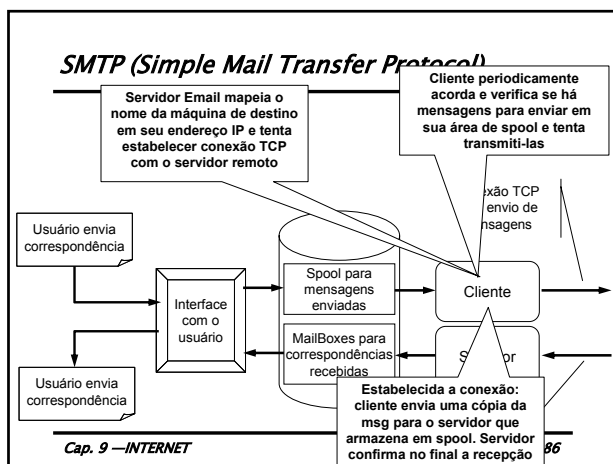 SMTP (Simple Mail Transfer Protocol)
Servidor Email mapeia o
nome da máquina de destino
em seu endereço IP e tenta
estabelecer conexão TCP
com o servidor remoto
Cliente periodicamente
acorda e verifica se há
mensagens para enviar em
sua área de spool e tenta
transmiti-las
xão TCP
envio de
nsagens
Usuário envia
correspondência
Interface
com o
usuário
Spool para
mensagens
enviadas
Cliente
MailBoxes para
correspondências
recebidas
S
or
Usuário envia
correspondência
Estabelecida a conexão:
cliente envia uma cópia da
msg para o servidor que
armazena em spool. Servidor
confirma no final a recepção
Cap. 9 —INTERNET
86